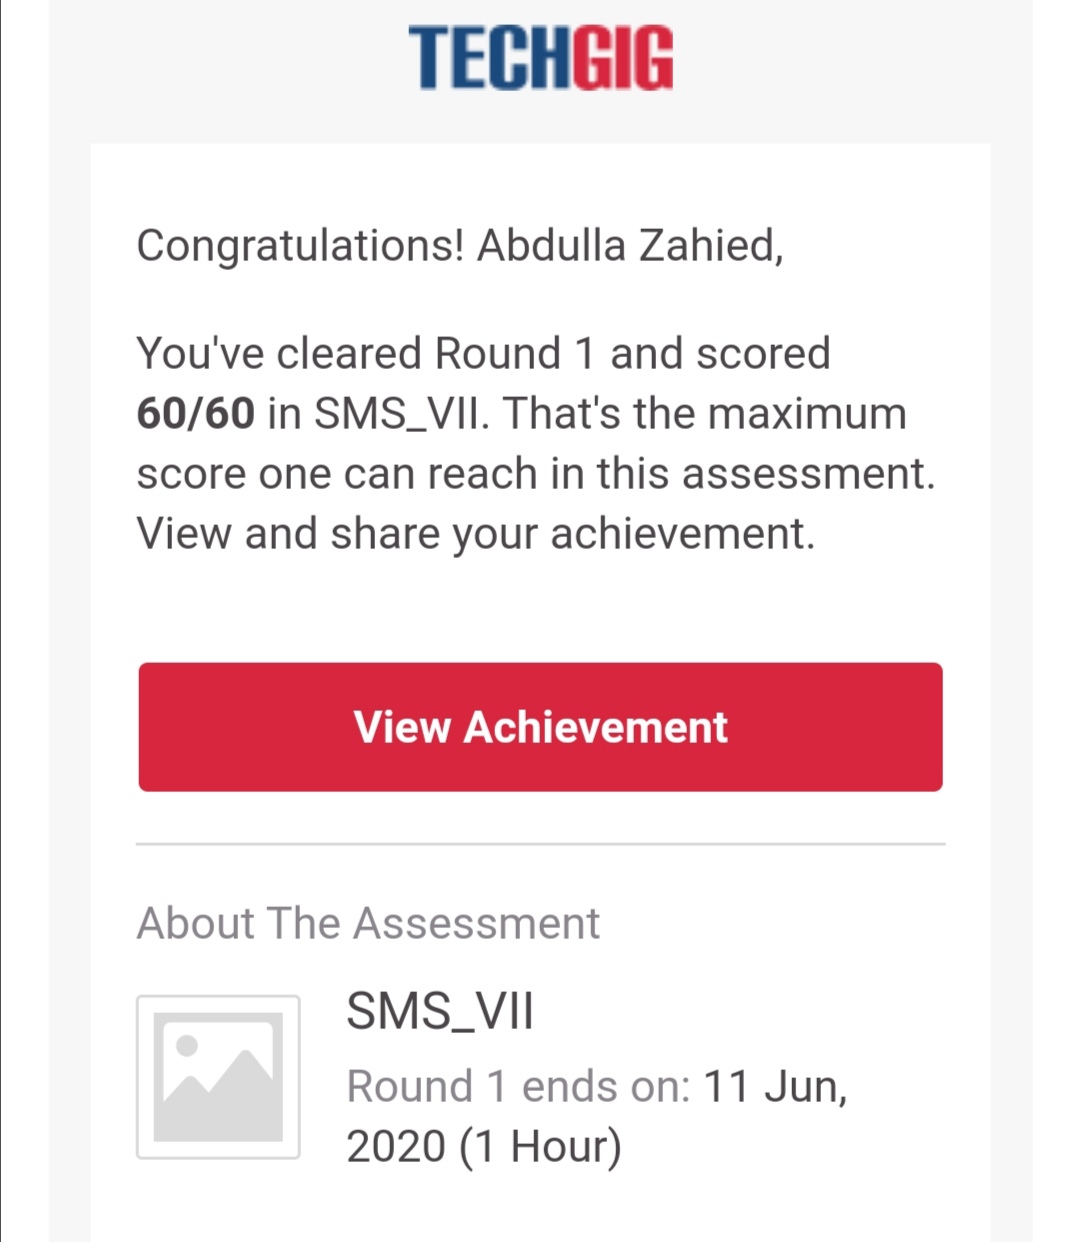 TECHGIG
Congratulations! Abdulla Zahied,
You've cleared Round 1 and scored
60/60 in SMS_VII. That's the maximum
score one can reach in this assessment.
View and share your achievement.
View Achievement
About The Assessment
SMS_VII
Round 1 ends on: 11 Jun,
2020 (1 Hour)